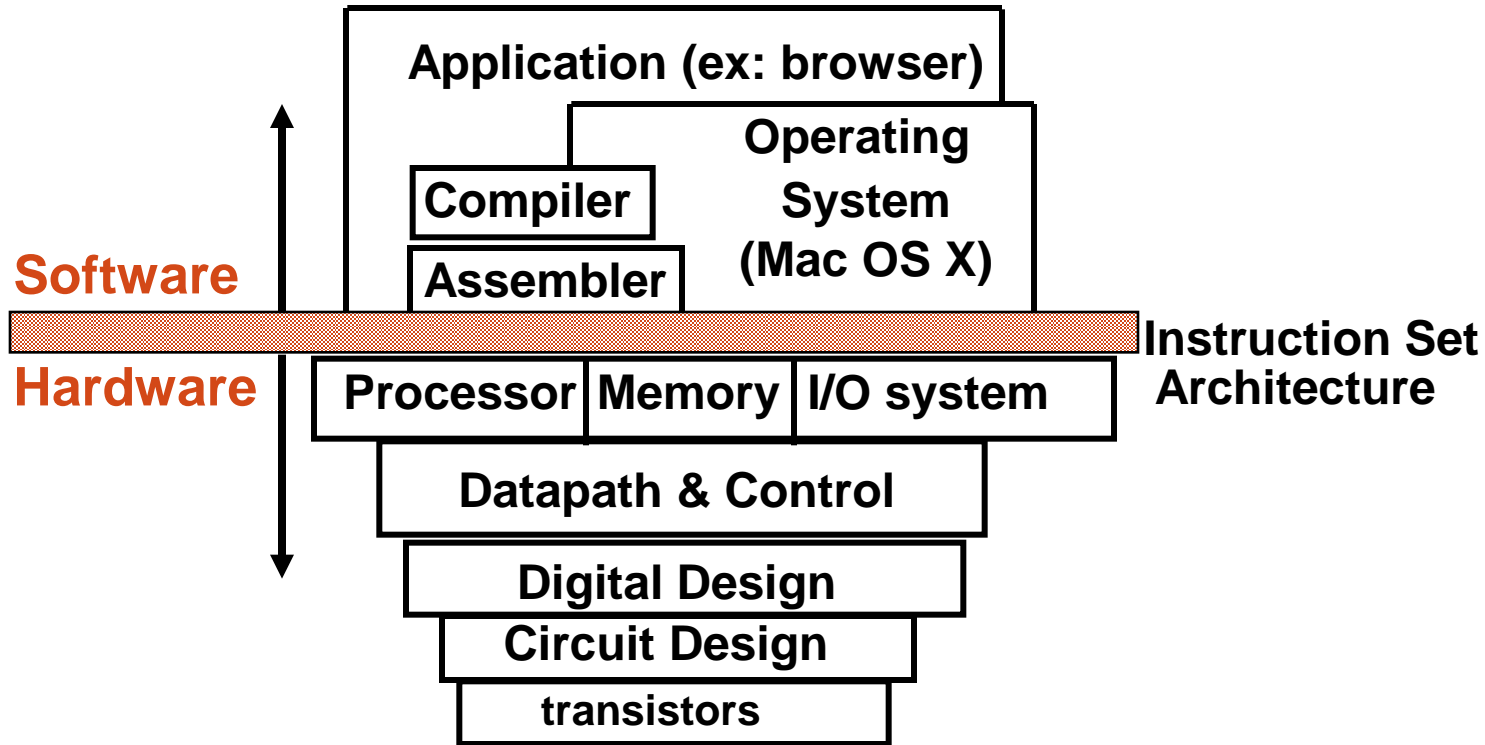 Application (ex: browser)
Operating
System
(Mac OS X)
Compiler
Assembler
Software
Hardware
Instruction Set
Architecture
Processor
Memory
I/O system
Datapath & Control
Digital Design
Circuit Design
transistors